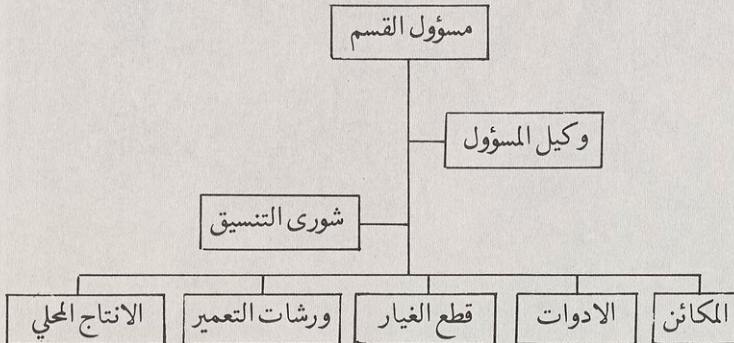 مسؤول القسم
وكيل المسؤول
شورى التنسيق
المكائن
الادوات
قطع الغيار
ورشات التعمير
الانتاج المحلي